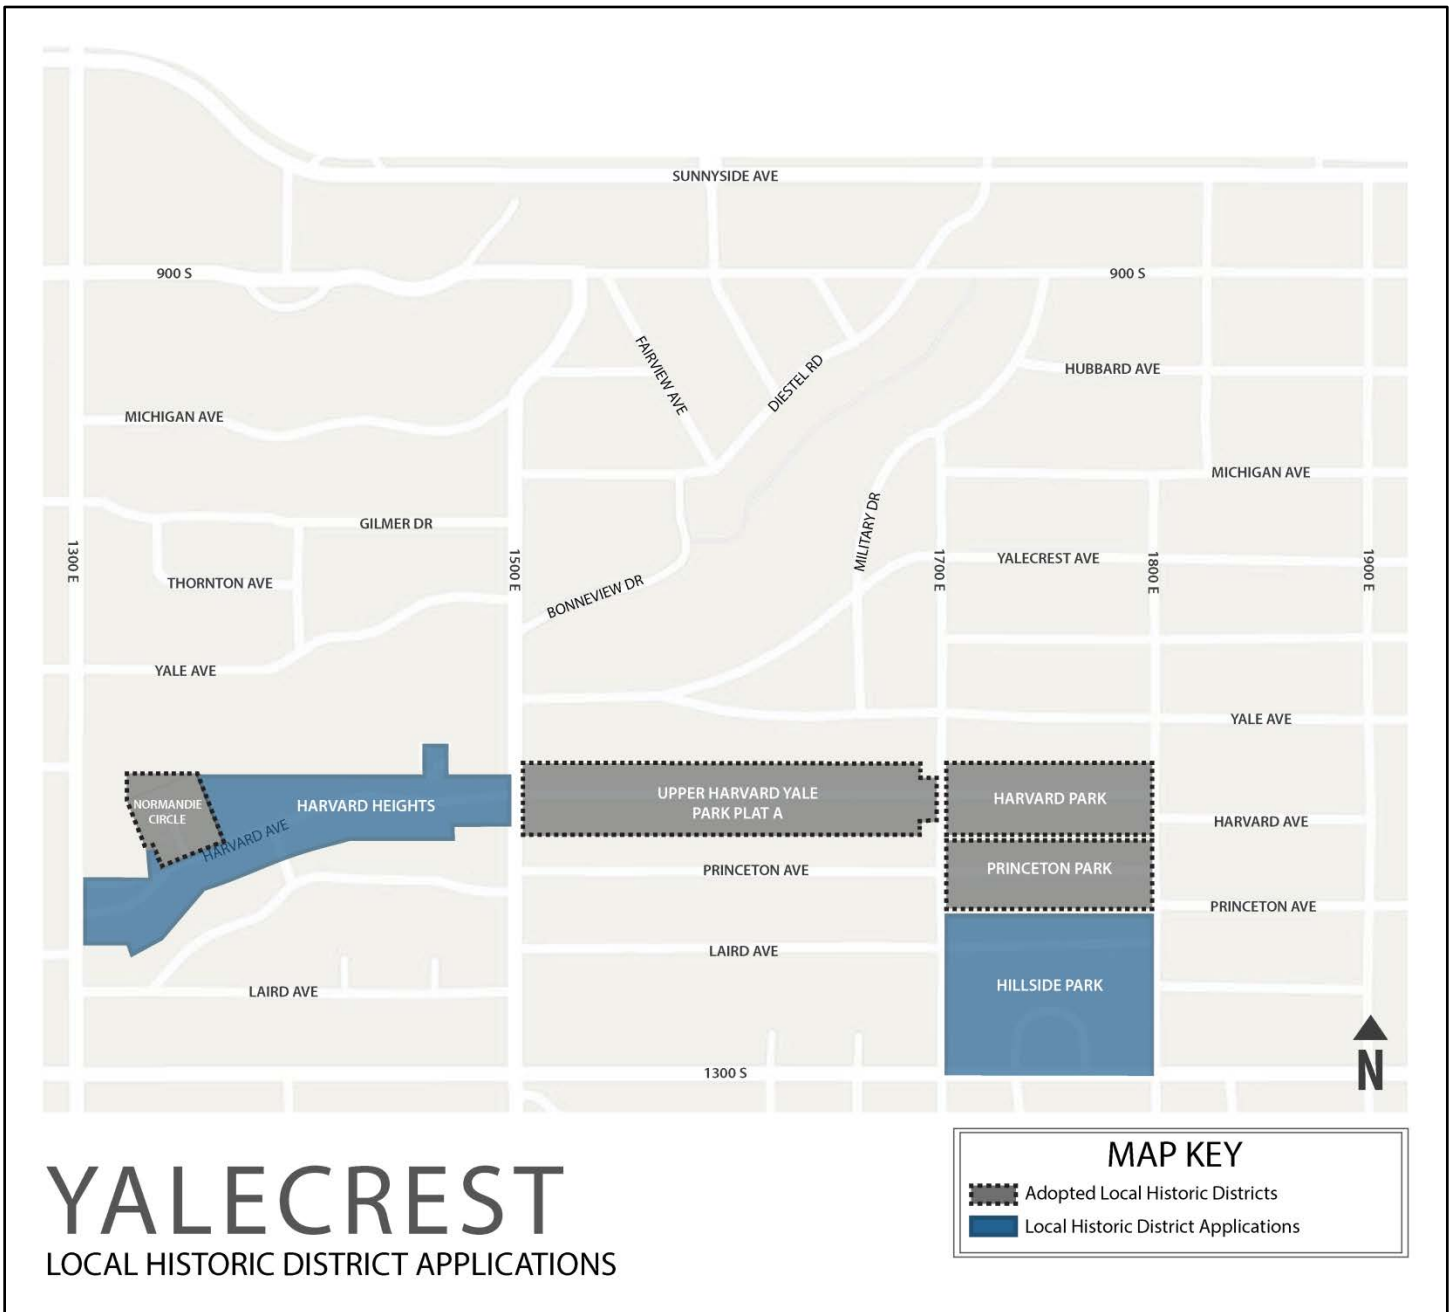 SUNNYSIDE AVE
900 S
900 S
FAIRVIEW AVE
DIESTEL RD
HUBBARD AVE
MICHIGAN AVE
MICHIGAN AVE
GILMER DR
MILITARY DR
1300 E
1500 E
1700 E
YALECREST AVE
1800 E
1900 E
THORNTON AVE
BONNEVIEW DR
YALE AVE
YALE AVE
NORMANDIE
CIRCLE
HARVARD HEIGHTS
HARVARD AVE
UPPER HARVARD YALE
PARK PLAT A
HARVARD PARK
HARVARD AVE
PRINCETON AVE
PRINCETON PARK
PRINCETON AVE
LAIRD AVE
LAIRD AVE
HILLSIDE PARK
1300 S
N
YALECREST
LOCAL HISTORIC DISTRICT APPLICATIONS
MAP KEY
Adopted Local Historic Districts
Local Historic District Applications